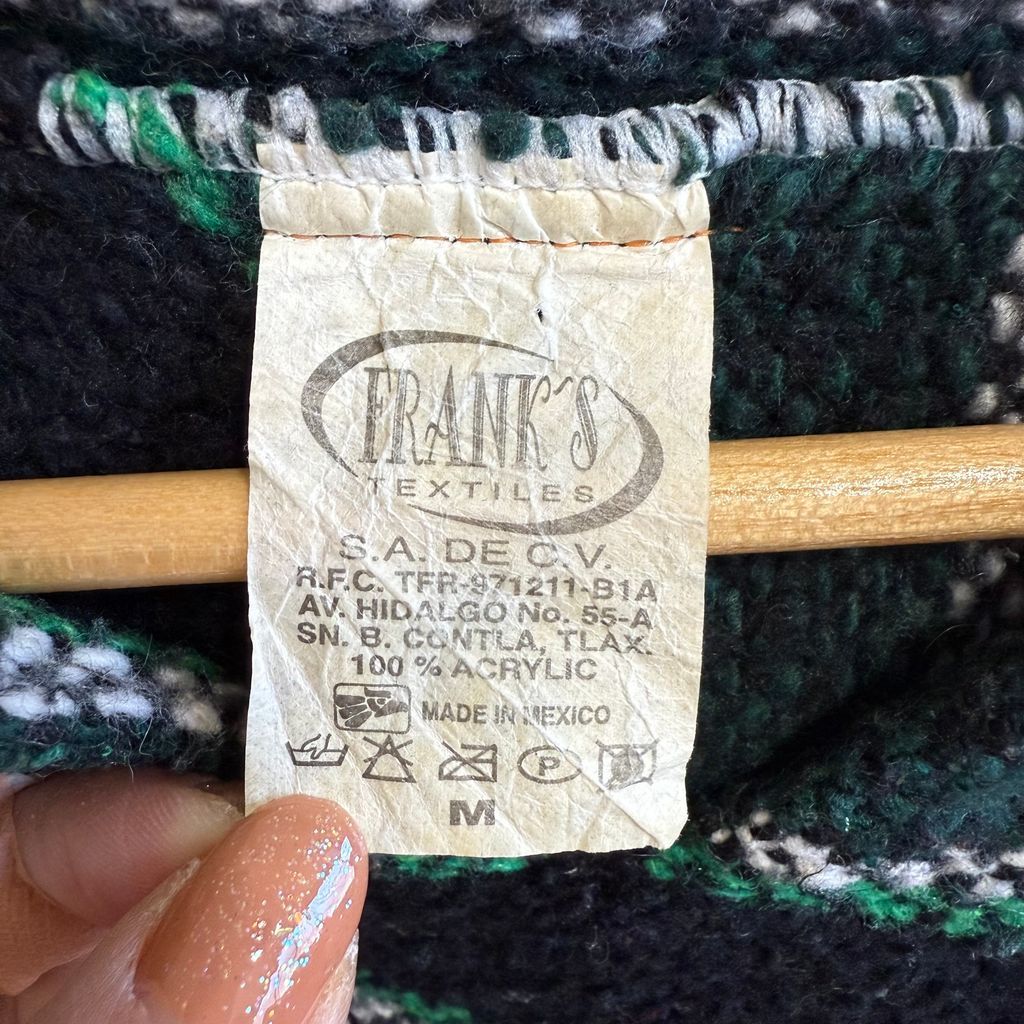 FRANK'S
TEXTILES
S.A. DE C.V.
R.F.C. TFR-971211-B1A
AV. HIDALGO No. 55-A
SN. B. CONTLA, TLAX.
100 % ACRYLIC
MADE IN MEXICO
P
M